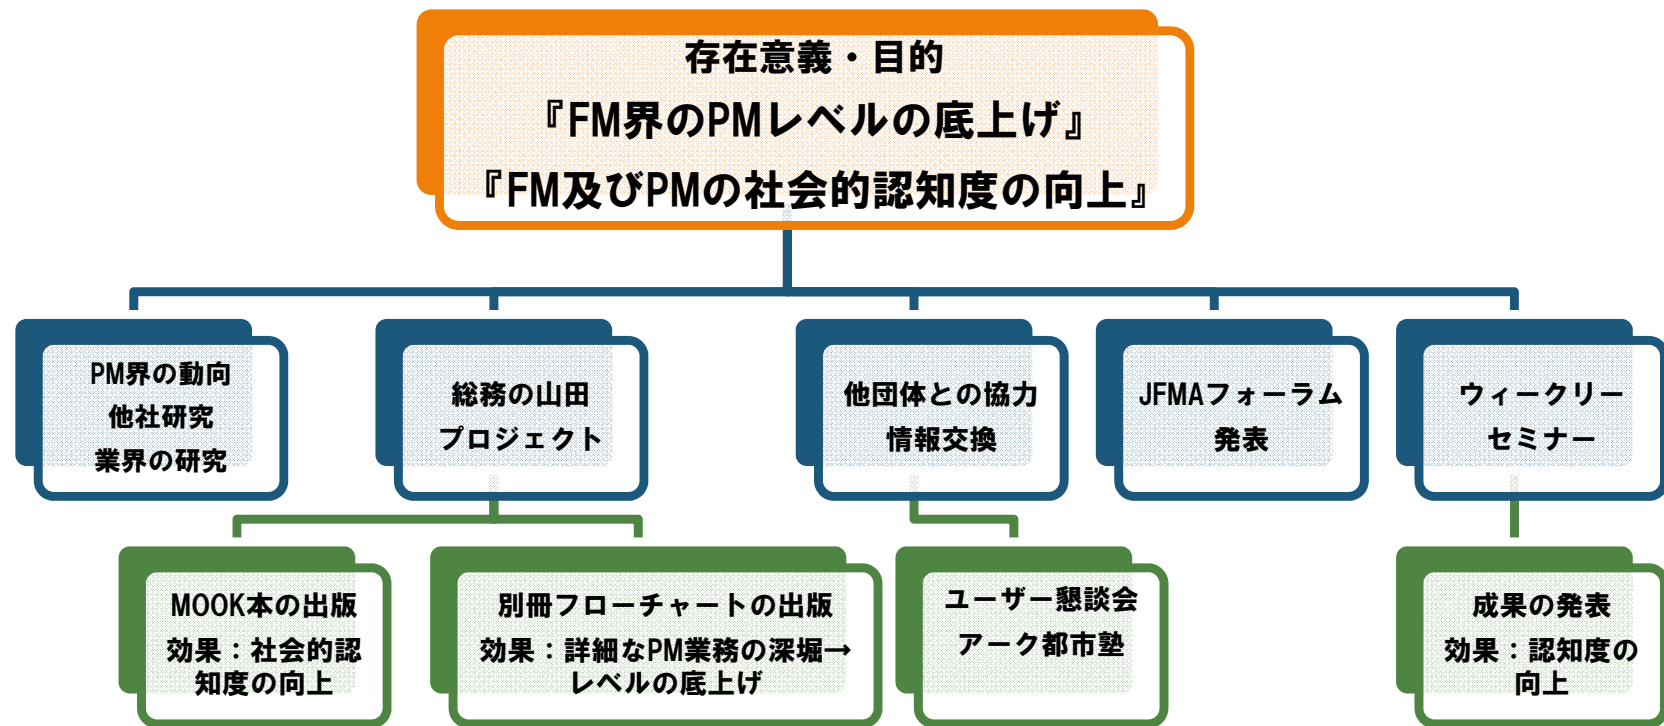 存在意義・目的
『FM界のPMレベルの底上げ』
『FM及びPMの社会的認知度の向上』
PM界の動向
他社研究
業界の研究
総務の山田
プロジェクト
他団体との協力
情報交換
JFMAフォーラム
発表
ウィークリー
セミナー
MOOK本の出版
効果：社会的認
知度の向上
別冊フローチャートの出版
効果：詳細なPM業務の深堀→
レベルの底上げ
ユーザー懇談会
アーク都市塾
成果の発表
効果：認知度の
向上